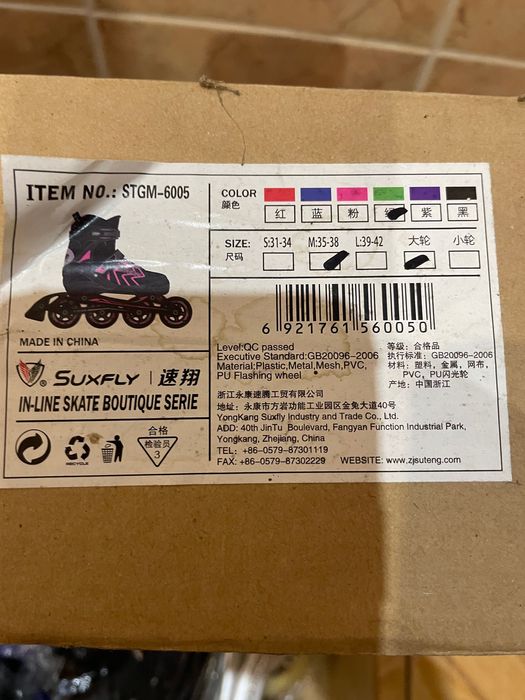 ITEM NO.: STGM-6005
MADE IN CHINA
SUXFLY | 速翔
IN-LINE SKATE BOUTIQUE SERIE
RECYCLE
合格
检验员
3
COLOR
颜色
红 蓝 粉 紫 黑
SIZE: S:31-34 M:35-38 L:39-42 大轮 小轮
尺码
6 921761 560050
Level:QC passed
Executive Standard:GB20096-2006
Material:Plastic,Metal,Mesh,PVC,
PU Flashing wheel
等级：合格品
执行标准：GB20096-2006
材料：塑料，金属，网布，
PVC，PU闪光轮
产地：中国浙江
浙江永康速腾工贸有限公司
地址：永康市方岩功能工业园区金兔大道40号
YongKang Suxfly Industry and Trade Co., Ltd.
ADD: 40th JinTu Boulevard, Fangyan Function Industrial Park,
Yongkang, Zhejiang, China
TEL: +86-0579-87301119
FAX: +86-0579-87302229 WEBSITE: www.zjsuteng.com